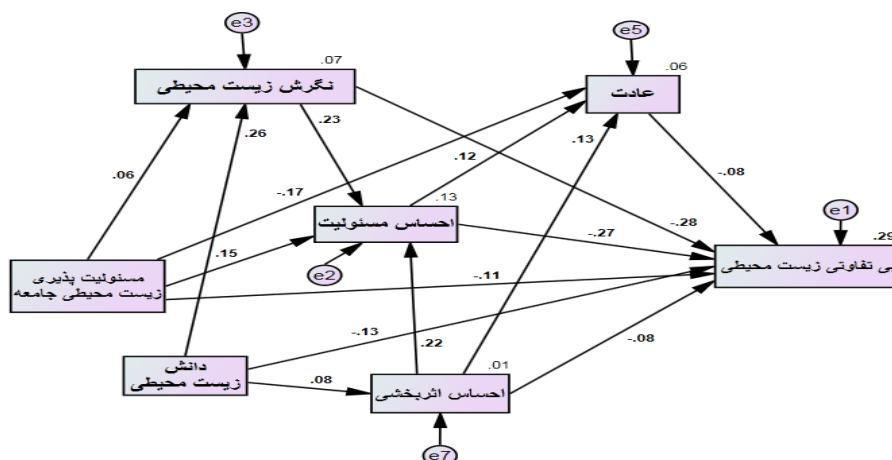 e3
e5
.07
.06
نگرش زیست محیطی
عادت
.26
.23
.13
.12
.06
-.17
-.08
.13
e1
احساس مسئولیت
.15
-.27
-.28
.29
e2
مسئولیت پذیری
زیست محیطی جامعه
بی تفاوتی زیست محیطی
-.11
-.13
.22
-.08
دانش
زیست محیطی
.01
.08
احساس اثربخشی
e7